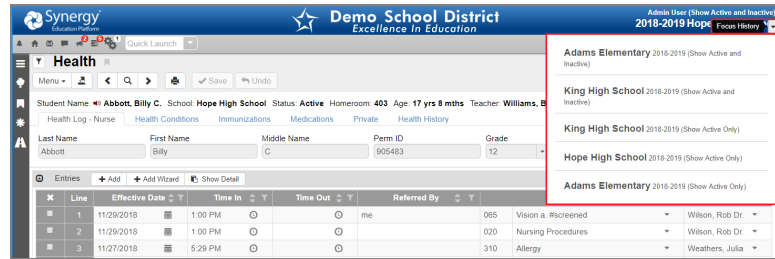 Synergy
Education Platform
Demo School District
Excellence In Education
Admin User (Show Active and Inactive)
2018-2019 Hope
Focus History
Quick Launch
Adams Elementary 2018-2019 (Show Active and Inactive)
King High School 2018-2019 (Show Active and Inactive)
King High School 2018-2019 (Show Active Only)
Hope High School 2018-2019 (Show Active Only)
Adams Elementary 2018-2019 (Show Active Only)
Health
Menu Save Undo
Student Name: Abbott, Billy C. School: Hope High School Status: Active Homeroom: 403 Age: 17 yrs 8 mths Teacher: Williams, B
Health Log - Nurse Health Conditions Immunizations Medications Private Health History
Last Name First Name Middle Name Perm ID Grade
Abbott Billy C 905483 12
Entries + Add + Add Wizard Show Detail
Line Effective Date Time In Time Out Referred By
1 11/29/2018 1:00 PM me 065 Vision a. #screened Wilson, Rob Dr.
2 11/29/2018 1:00 PM 020 Nursing Procedures Wilson, Rob Dr.
3 11/27/2018 5:29 PM 310 Allergy Weathers, Julia